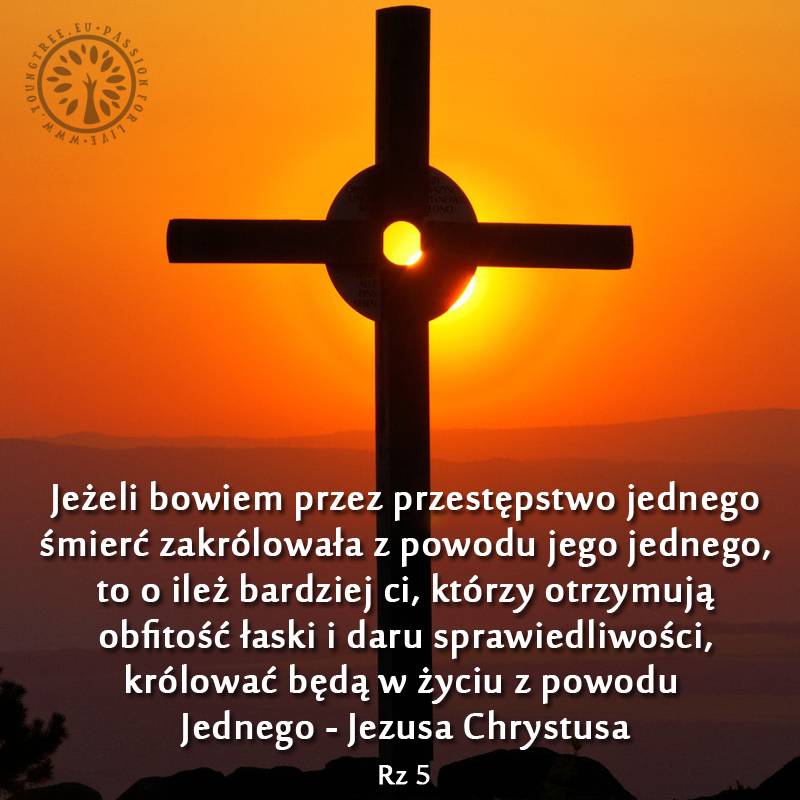 WWW.YOUNGTREE.EU • PASSION FOR LIVE •
Jeżeli bowiem przez przestępstwo jednego
śmierć zakrólowała z powodu jego jednego,
to o ileż bardziej ci, którzy otrzymują
obfitość łaski i daru sprawiedliwości,
królować będą w życiu z powodu
Jednego - Jezusa Chrystusa
Rz 5